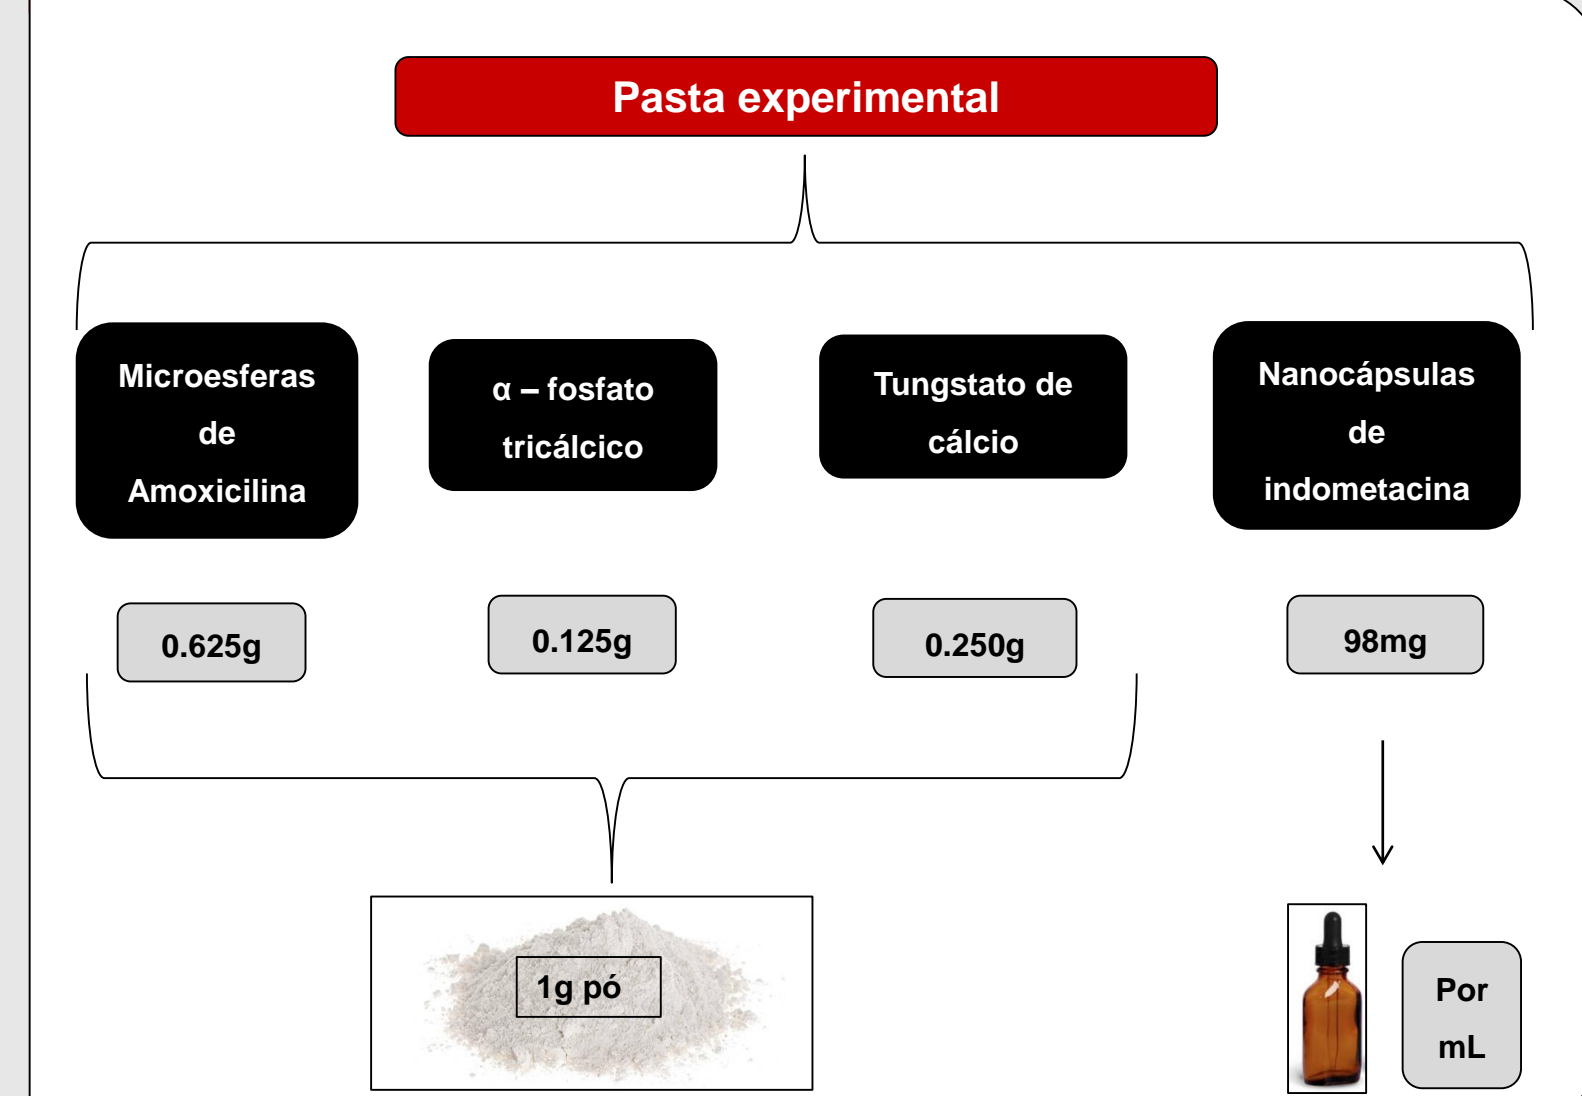 Pasta experimental
Microesferas
de
Amoxicilina
α – fosfato
tricálcico
Tungstato de
cálcio
Nanocápsulas
de
indometacina
0.625g
0.125g
0.250g
98mg
1g pó
Por
mL